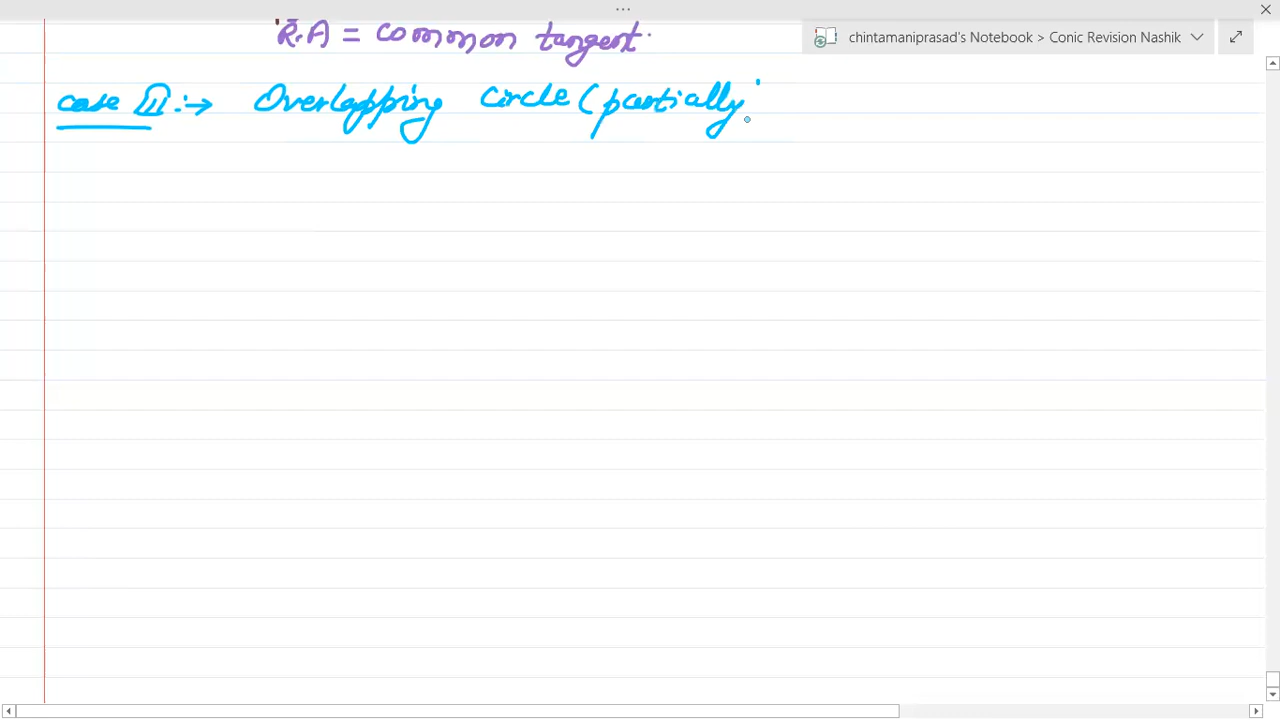 R.A = common tangent.
chintamaniprasad's Notebook > Conic Revision Nashik
case III :→ Overlapping Circle (partially